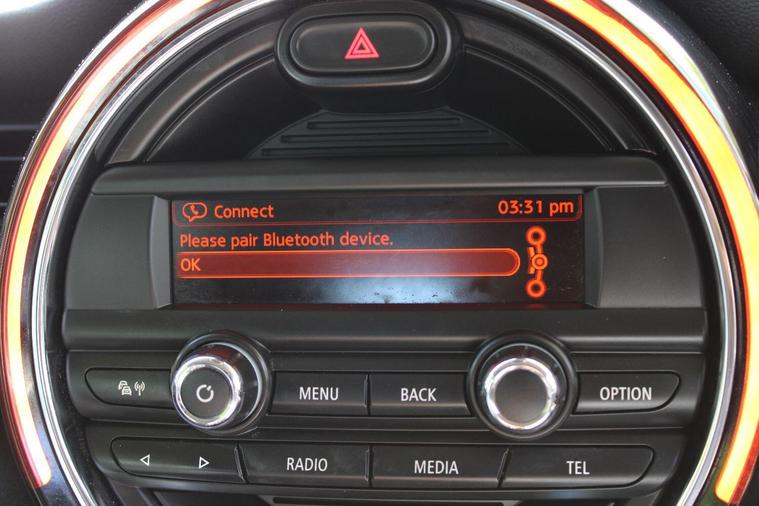 Connect 03:31 pm
Please pair Bluetooth device.
OK
MENU BACK OPTION
RADIO MEDIA TEL